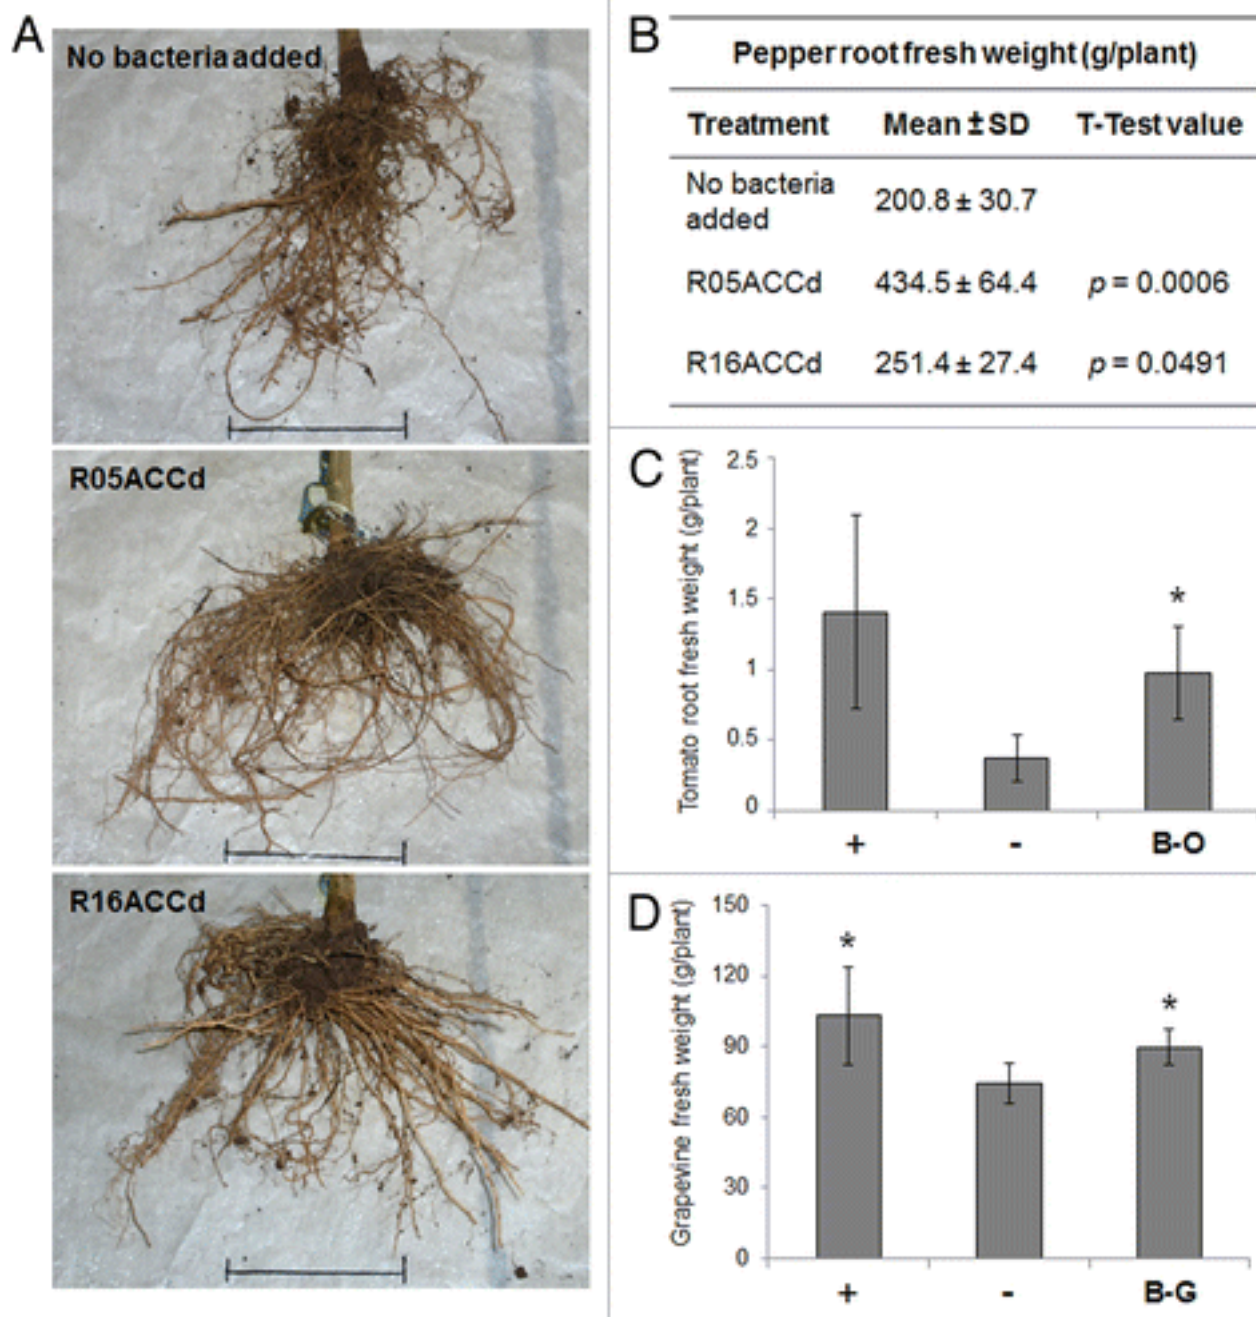 A
No bacteria added
R05ACCd
R16ACCd
B
Pepper root fresh weight (g/plant)
Treatment Mean ± SD T-Test value
No bacteria
added 200.8 ± 30.7
R05ACCd 434.5 ± 64.4 p = 0.0006
R16ACCd 251.4 ± 27.4 p = 0.0491
C
Tomato root fresh weight (g/plant)
2.5
2
1.5
1
0.5
0
*
+ - B-O
D
Grapevine fresh weight (g/plant)
150
120
90
60
30
0
* *
+ - B-G